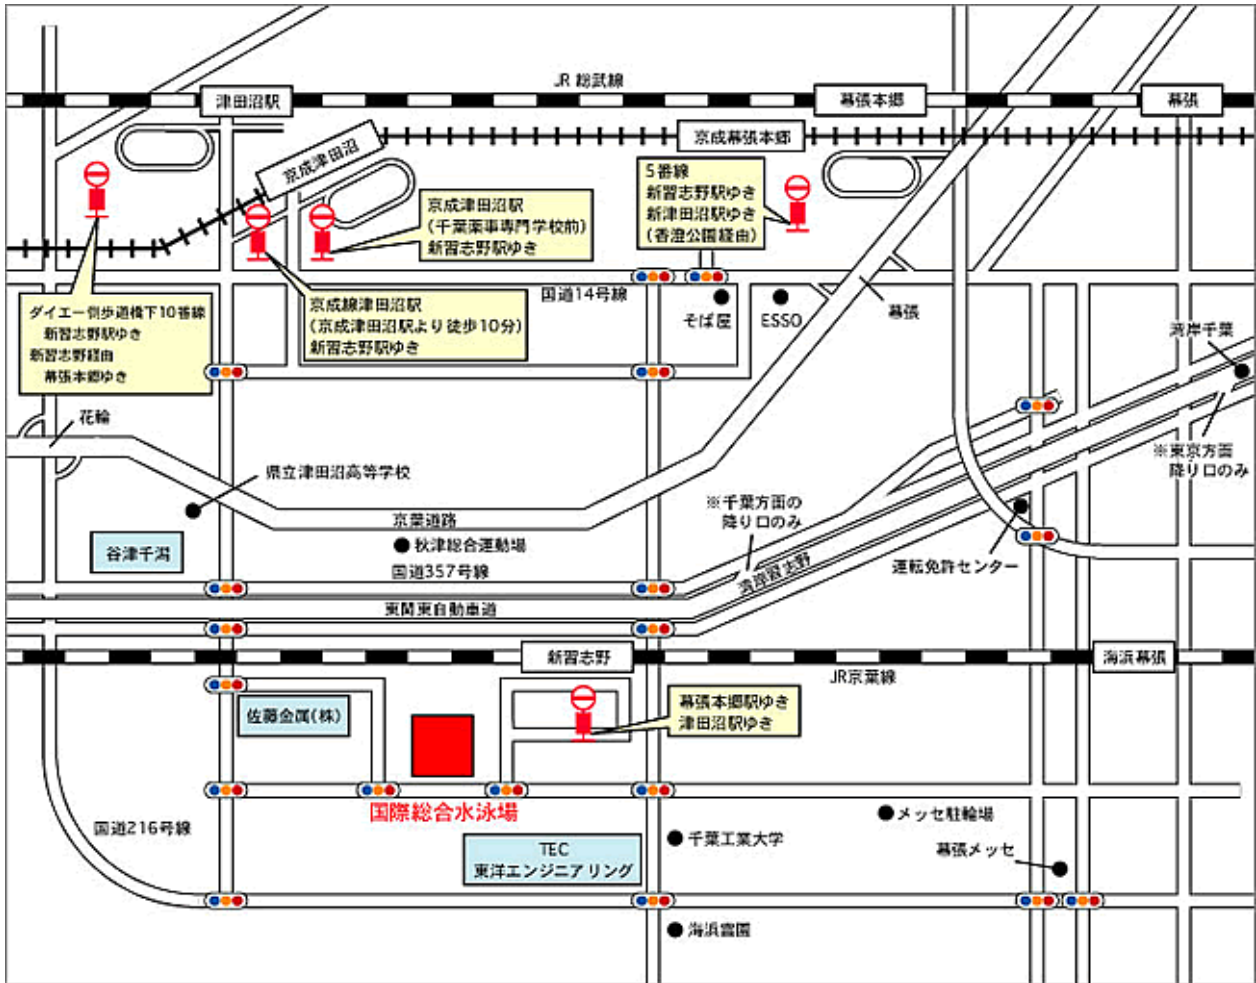 JR 総武線
津田沼駅
幕張本郷
幕張
京成幕張本郷
京成津田沼
5番線
新習志野駅ゆき
新津田沼駅ゆき
(香澄公園経由)
京成津田沼駅
(千葉薬事専門学校前)
新習志野駅ゆき
国道14号線
京成線津田沼駅
(京成津田沼駅より徒歩10分)
新習志野駅ゆき
ダイエー側歩道橋下10番線
新習志野駅ゆき
新習志野経由
幕張本郷ゆき
そば屋
ESSO
幕張
湾岸千葉
花輪
※東京方面
降り口のみ
県立津田沼高等学校
※千葉方面の
降り口のみ
京葉道路
谷津干潟
秋津総合運動場
国道357号線
湾岸習志野
運転免許センター
東関東自動車道
新習志野
海浜幕張
JR京葉線
佐藤金属(株)
幕張本郷駅ゆき
津田沼駅ゆき
国際総合水泳場
メッセ駐輪場
国道216号線
千葉工業大学
幕張メッセ
TEC
東洋エンジニアリング
海浜霊園